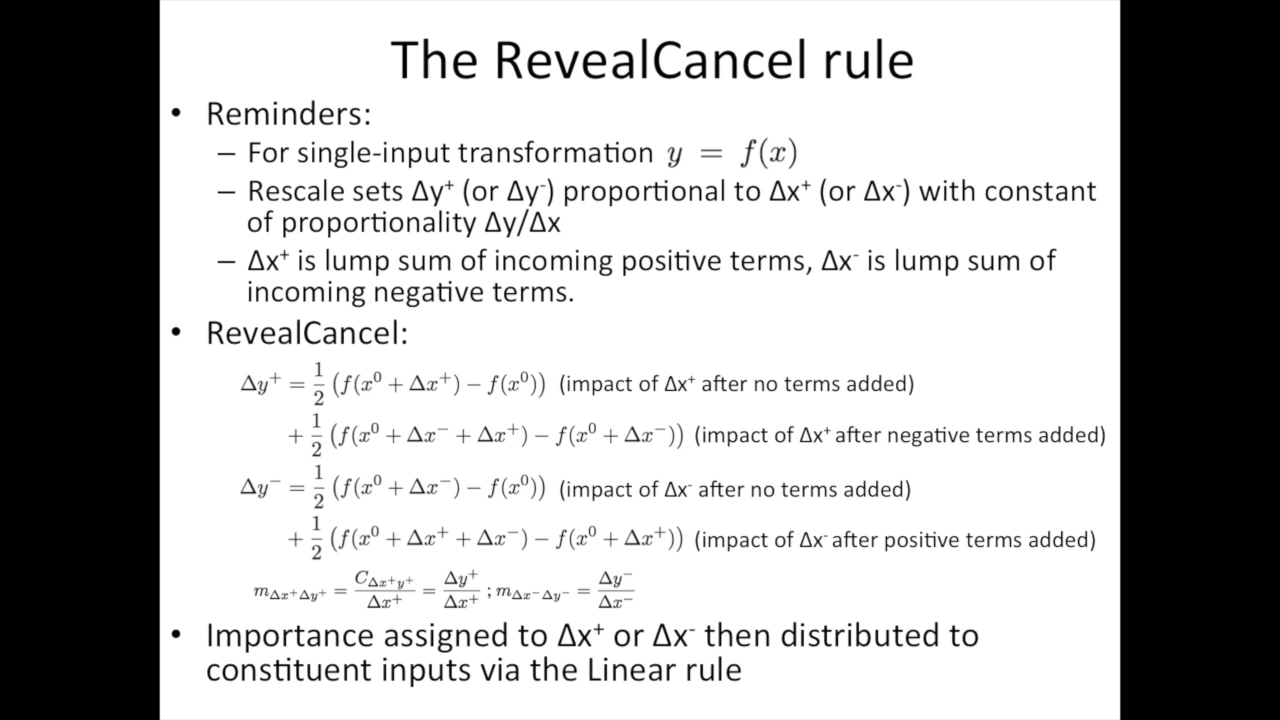 The RevealCancel rule
• Reminders:
– For single-input transformation y = f(x)
– Rescale sets Δy⁺ (or Δy⁻) proportional to Δx⁺ (or Δx⁻) with constant
of proportionality Δy/Δx
– Δx⁺ is lump sum of incoming positive terms, Δx⁻ is lump sum of
incoming negative terms.
• RevealCancel:
Δy⁺ = 1/2 (f(x⁰ + Δx⁺) − f(x⁰)) (impact of Δx⁺ after no terms added)
+ 1/2 (f(x⁰ + Δx⁻ + Δx⁺) − f(x⁰ + Δx⁻)) (impact of Δx⁺ after negative terms added)
Δy⁻ = 1/2 (f(x⁰ + Δx⁻) − f(x⁰)) (impact of Δx⁻ after no terms added)
+ 1/2 (f(x⁰ + Δx⁺ + Δx⁻) − f(x⁰ + Δx⁺)) (impact of Δx⁻ after positive terms added)
m_{Δx⁺Δy⁺} = C_{Δx⁺y⁺}/Δx⁺ = Δy⁺/Δx⁺ ; m_{Δx⁻Δy⁻} = Δy⁻/Δx⁻
• Importance assigned to Δx⁺ or Δx⁻ then distributed to
constituent inputs via the Linear rule